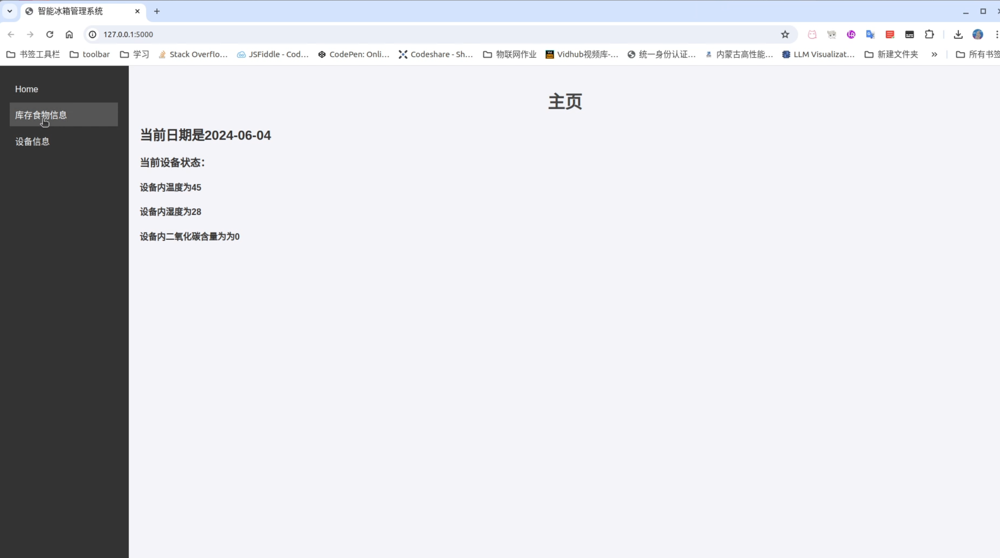 智能冰箱管理系统
127.0.0.1:5000
书签工具栏 toolbar 学习 Stack Overflo... JSFiddle - Cod... CodePen: Onli... Codeshare - Sh... 物联网作业 Vidhub视频库-... 统一身份认证... 内蒙古高性能... LLM Visualizat... 新建文件夹 » 所有书签
Home
库存食物信息
设备信息
主页
当前日期是2024-06-04
当前设备状态：
设备内温度为45
设备内湿度为28
设备内二氧化碳含量为为0